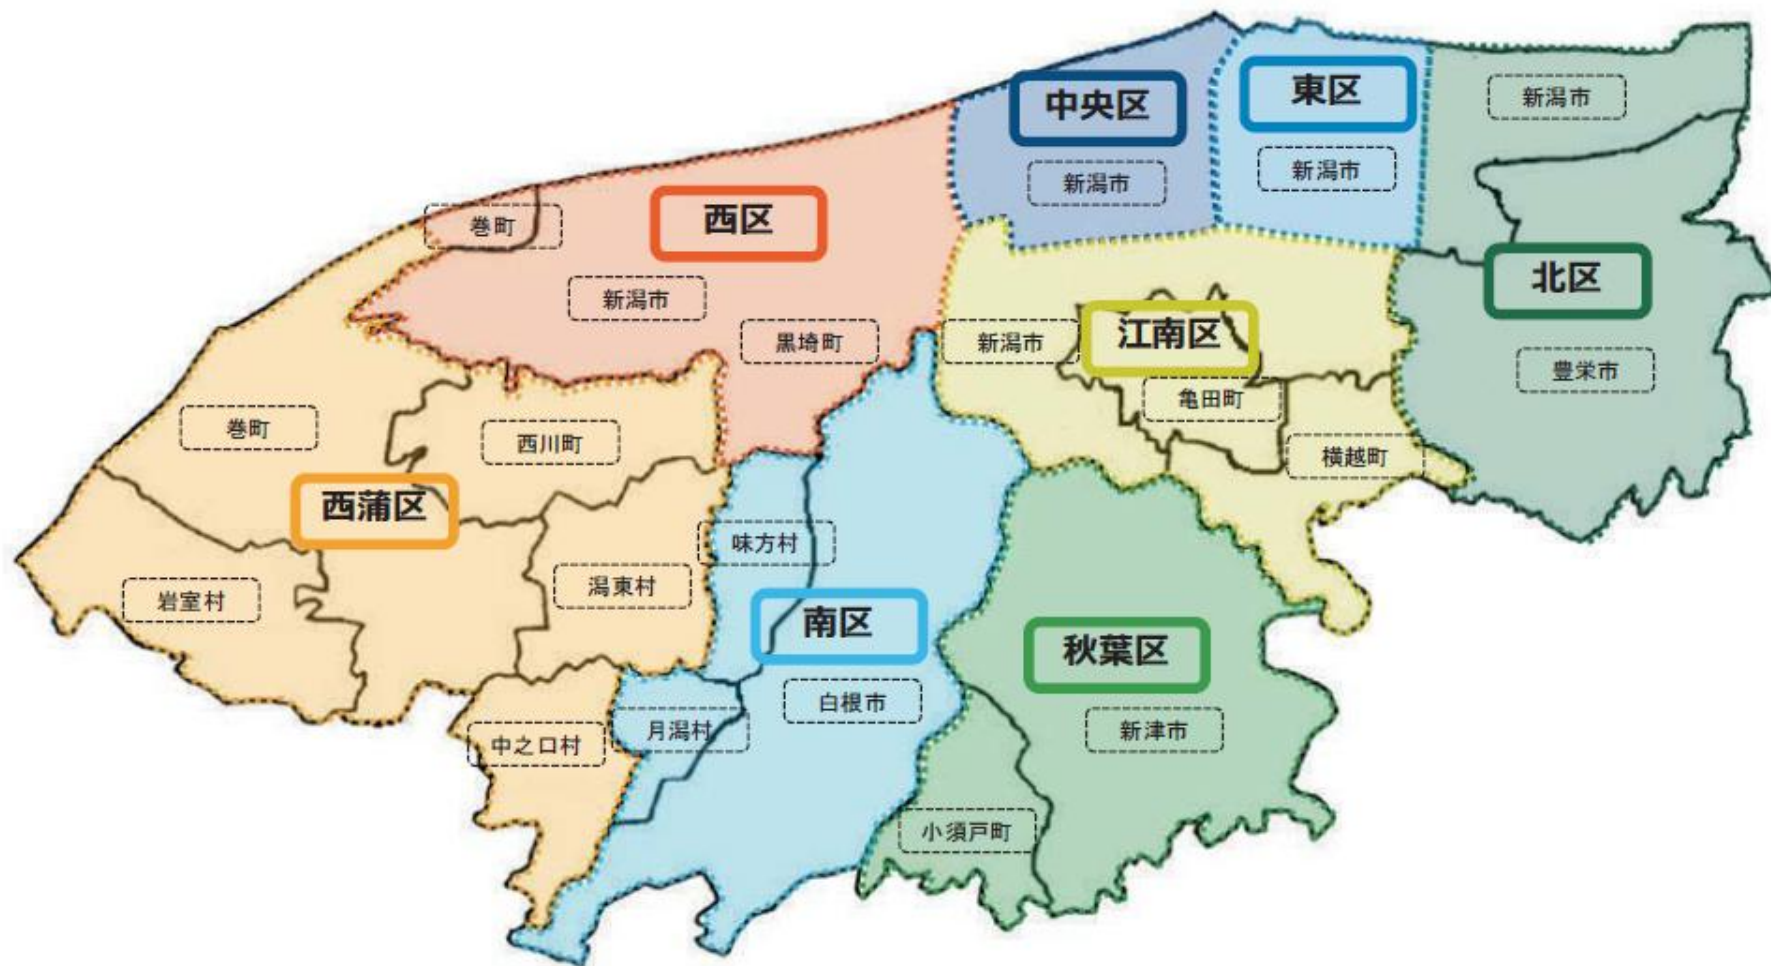 中央区
東区
新潟市
新潟市
新潟市
西区
巻町
新潟市
黒埼町
北区
豊栄市
江南区
新潟市
亀田町
横越町
巻町
西川町
西蒲区
岩室村
潟東村
中之口村
味方村
南区
月潟村
白根市
秋葉区
新津市
小須戸町